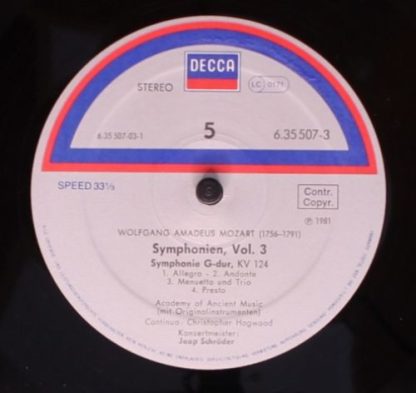 DECCA
STEREO
LC 0171
5
6.35 507-03-1
6.35 507-3
SPEED 33⅓
Contr.
Copyr.
Ⓟ 1981
WOLFGANG AMADEUS MOZART (1756–1791)
Symphonien, Vol. 3
Symphonie G-dur, KV 124
1. Allegro - 2. Andante
3. Menuetto und Trio
4. Presto
Academy of Ancient Music
(mit Originalinstrumenten)
Continuo: Christopher Hogwood
Konzertmeister:
Jaap Schröder